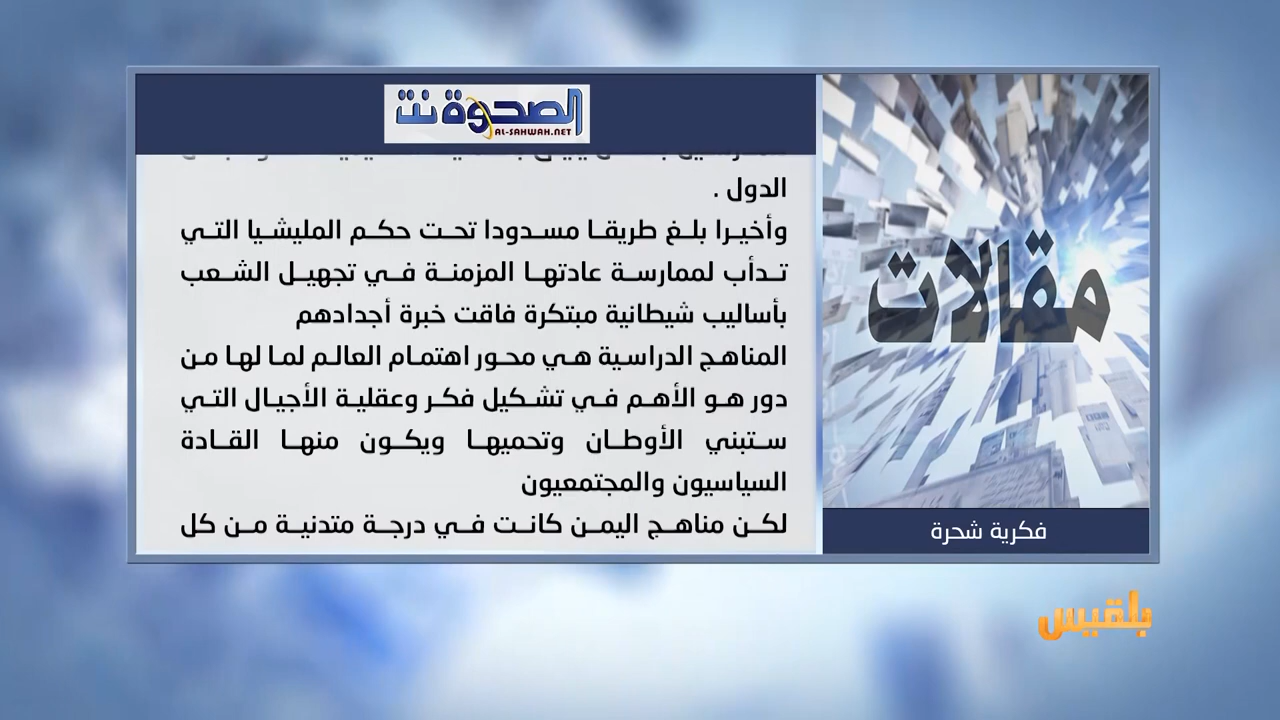 الصحوة نت
AL-SAHWAH.NET
الدول .
وأخيرا بلغ طريقا مسدودا تحت حكم المليشيا التي
تدأب لممارسة عادتها المزمنة في تجهيل الشعب
بأساليب شيطانية مبتكرة فاقت خبرة أجدادهم
المناهج الدراسية هي محور اهتمام العالم لما لها من
دور هو الأهم في تشكيل فكر وعقلية الأجيال التي
ستبني الأوطان وتحميها ويكون منها القادة
السياسيون والمجتمعيون
لكن مناهج اليمن كانت في درجة متدنية من كل
مقالات
فكرية شحرة
بلقيس